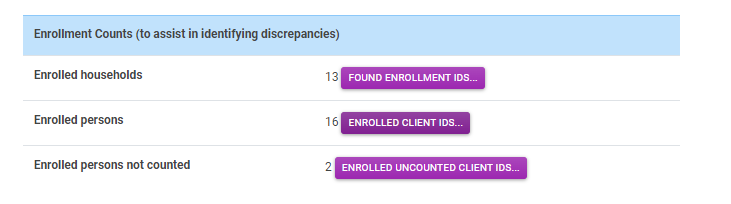 Enrollment Counts (to assist in identifying discrepancies)
Enrolled households 13 FOUND ENROLLMENT IDS...
Enrolled persons 16 ENROLLED CLIENT IDS...
Enrolled persons not counted 2 ENROLLED UNCOUNTED CLIENT IDS...